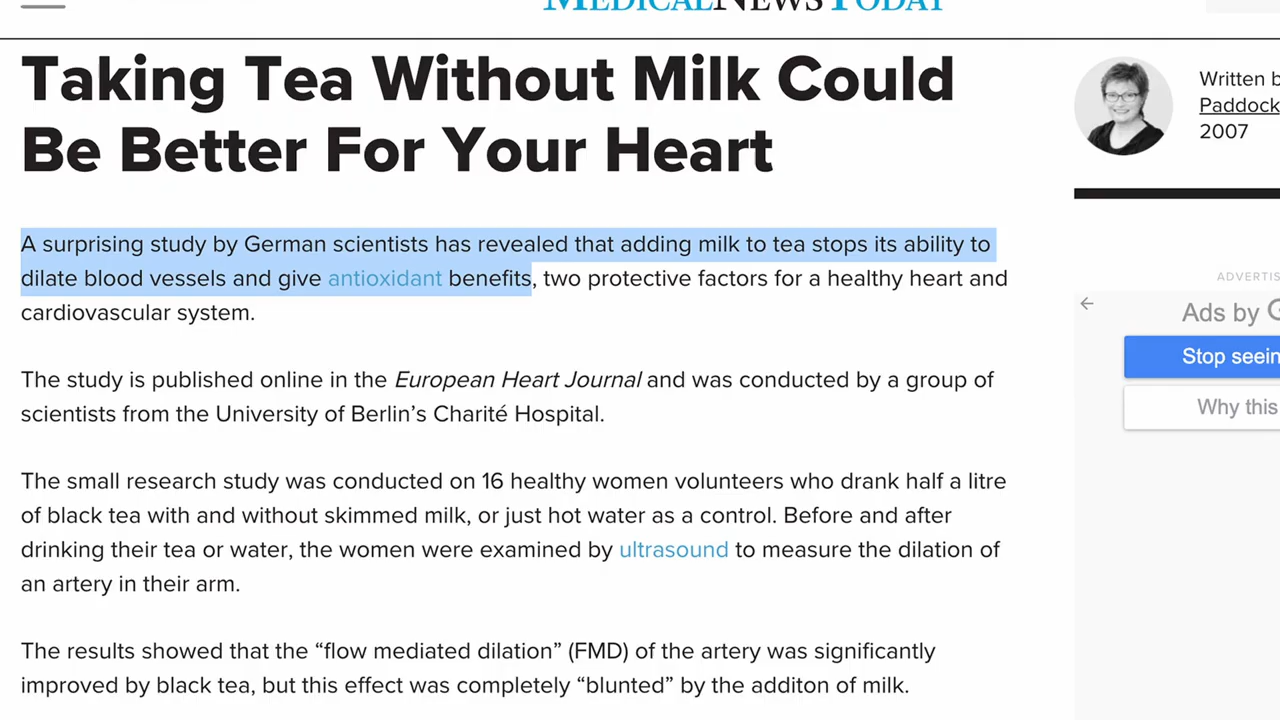 MEDICALNEWSTODAY
Taking Tea Without Milk Could
Be Better For Your Heart
Written b
Paddock
2007
A surprising study by German scientists has revealed that adding milk to tea stops its ability to
dilate blood vessels and give antioxidant benefits, two protective factors for a healthy heart and
cardiovascular system.
The study is published online in the European Heart Journal and was conducted by a group of
scientists from the University of Berlin’s Charité Hospital.
The small research study was conducted on 16 healthy women volunteers who drank half a litre
of black tea with and without skimmed milk, or just hot water as a control. Before and after
drinking their tea or water, the women were examined by ultrasound to measure the dilation of
an artery in their arm.
The results showed that the “flow mediated dilation” (FMD) of the artery was significantly
improved by black tea, but this effect was completely “blunted” by the additon of milk.
ADVERTIS
Ads by G
Stop seein
Why this